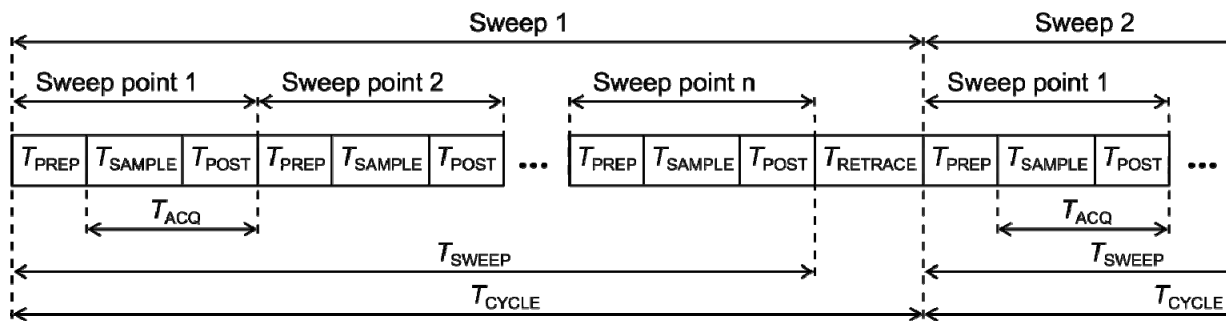 Sweep 1 Sweep 2
Sweep point 1 Sweep point 2 Sweep point n Sweep point 1
TPREP TSAMPLE TPOST TPREP TSAMPLE TPOST ... TPREP TSAMPLE TPOST TRETRACE TPREP TSAMPLE TPOST ...
TACQ TACQ
TSWEEP TSWEEP
TCYCLE TCYCLE